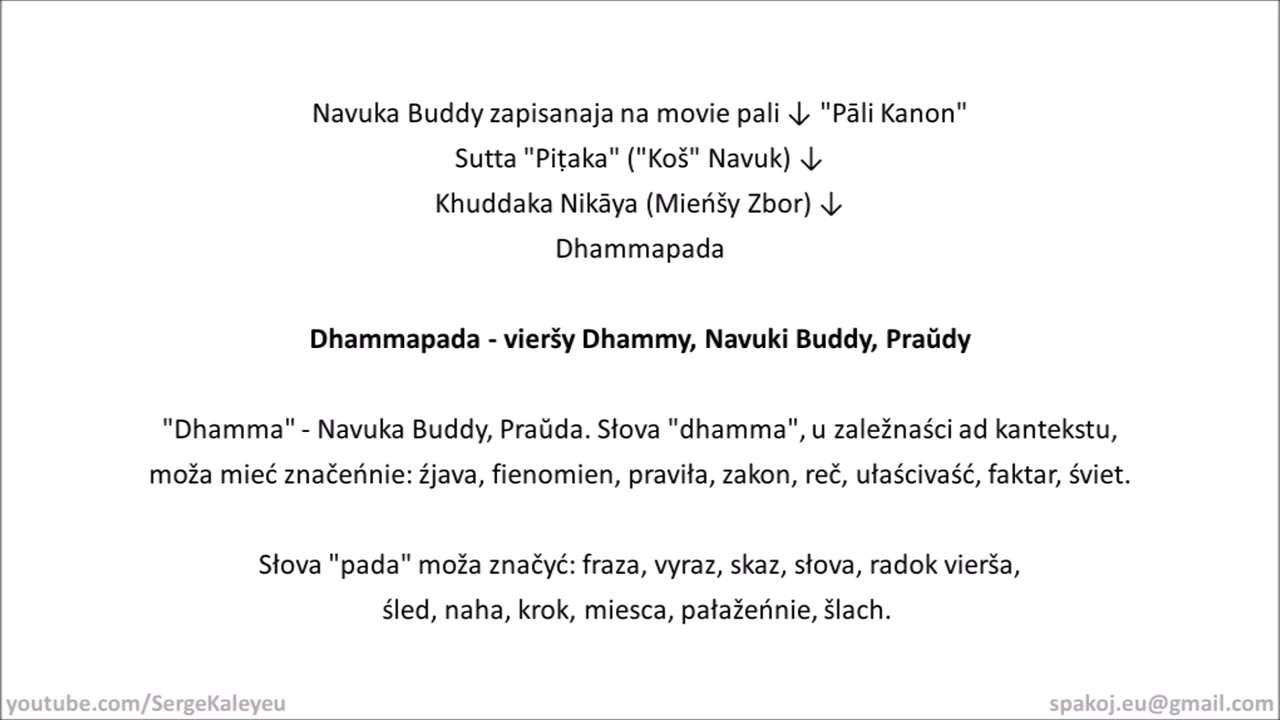 Navuka Buddy zapisanaja na movie pali ↓ "Pāli Kanon"
Sutta "Piṭaka" ("Koš" Navuk) ↓
Khuddaka Nikāya (Mieńšy Zbor) ↓
Dhammapada
Dhammapada - vieršy Dhammy, Navuki Buddy, Praŭdy
"Dhamma" - Navuka Buddy, Praŭda. Słova "dhamma", u zaležnaści ad kantekstu,
moža mieć značeńnie: źjava, fienomien, praviła, zakon, reč, ułaścivaść, faktar, śviet.
Słova "pada" moža značyć: fraza, vyraz, skaz, słova, radok vierša,
śled, naha, krok, miesca, pałažeńnie, šlach.
youtube.com/SergeKaleyeu
spakoj.eu@gmail.com